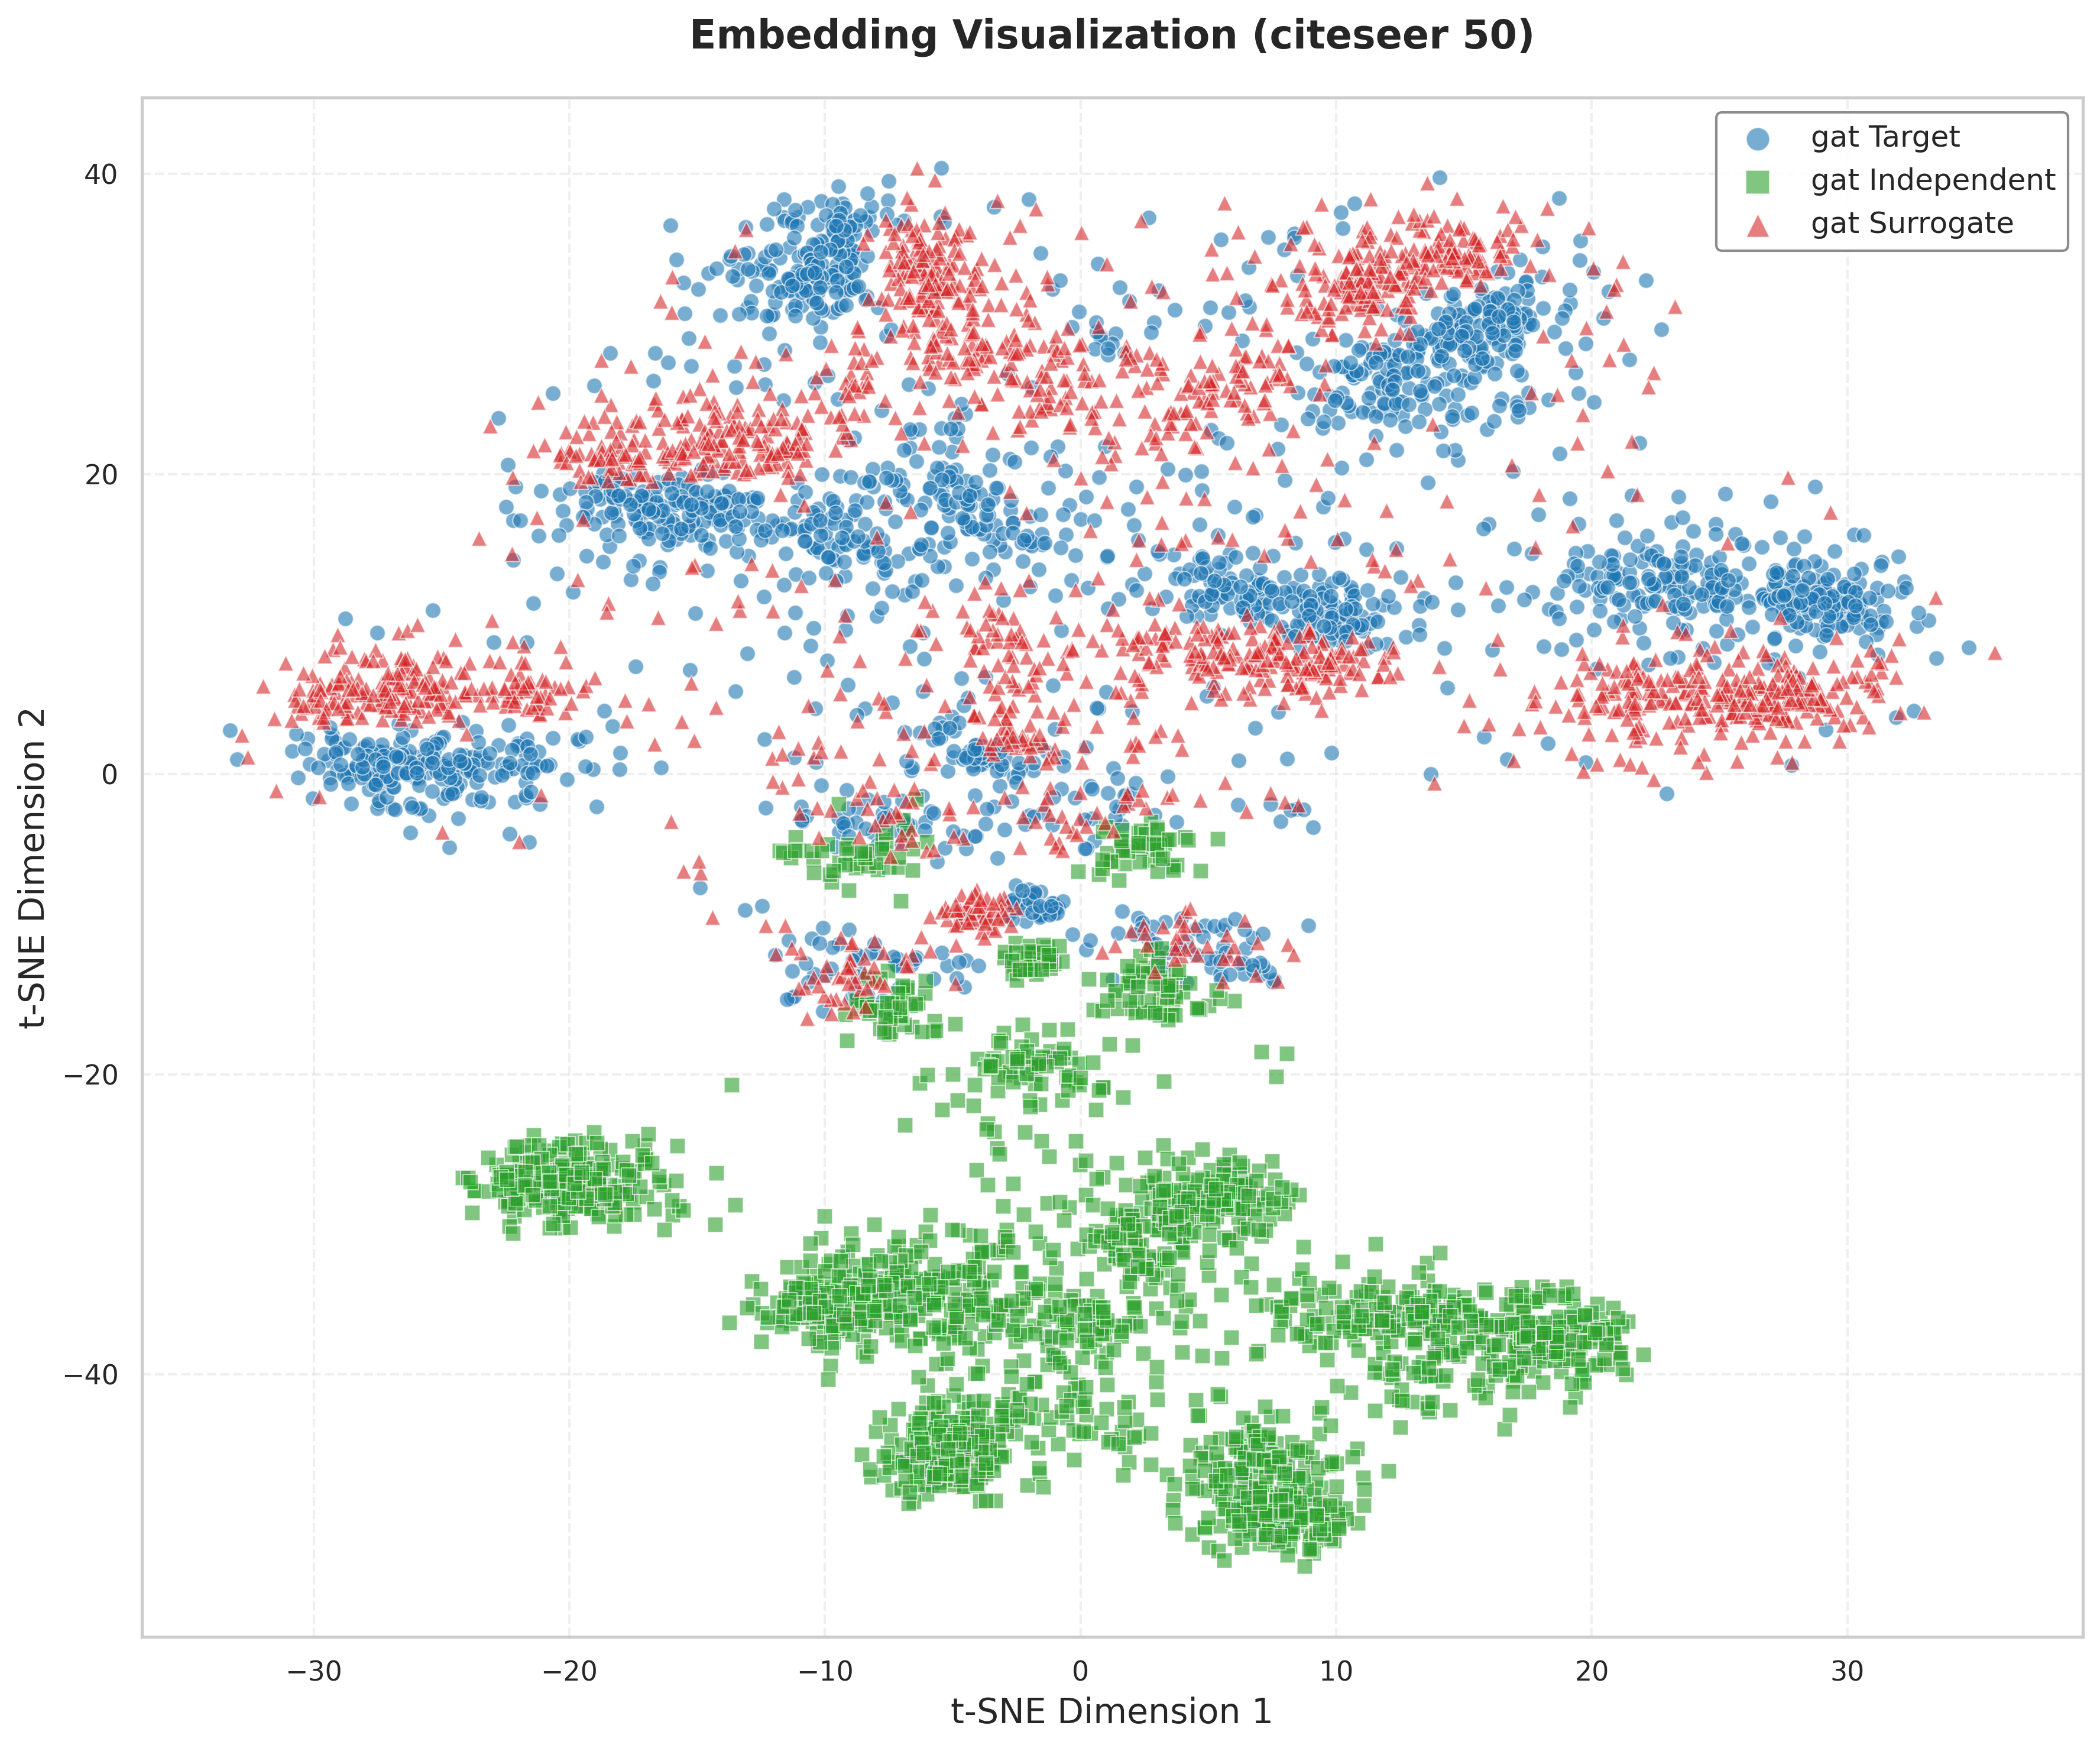 Embedding Visualization (citeseer 50)
gat Target
gat Independent
gat Surrogate
40
20
0
−20
−40
t-SNE Dimension 2
−30 −20 −10 0 10 20 30
t-SNE Dimension 1